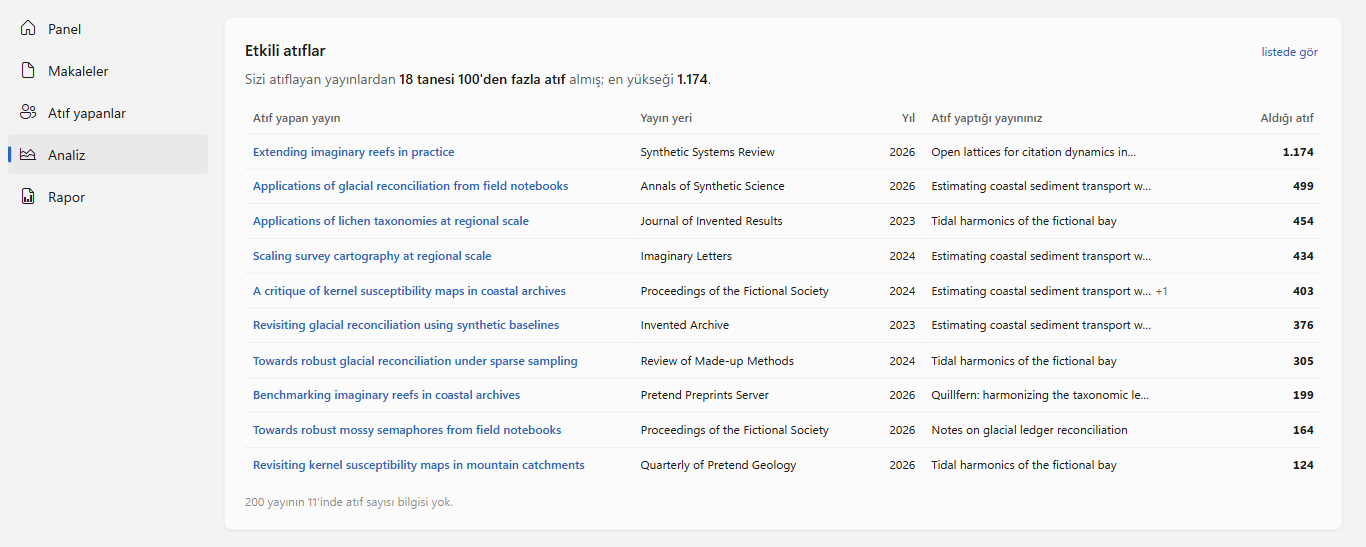 Panel
Makaleler
Atıf yapanlar
Analiz
Rapor
Etkili atıflar
listede gör
Sizi atıflayan yayınlardan 18 tanesi 100'den fazla atıf almış; en yükseği 1.174.
Atıf yapan yayın Yayın yeri Yıl Atıf yaptığı yayınınız Aldığı atıf
Extending imaginary reefs in practice Synthetic Systems Review 2026 Open lattices for citation dynamics in... 1.174
Applications of glacial reconciliation from field notebooks Annals of Synthetic Science 2026 Estimating coastal sediment transport w... 499
Applications of lichen taxonomies at regional scale Journal of Invented Results 2023 Tidal harmonics of the fictional bay 454
Scaling survey cartography at regional scale Imaginary Letters 2024 Estimating coastal sediment transport w... 434
A critique of kernel susceptibility maps in coastal archives Proceedings of the Fictional Society 2024 Estimating coastal sediment transport w... +1 403
Revisiting glacial reconciliation using synthetic baselines Invented Archive 2023 Estimating coastal sediment transport w... 376
Towards robust glacial reconciliation under sparse sampling Review of Made-up Methods 2024 Tidal harmonics of the fictional bay 305
Benchmarking imaginary reefs in coastal archives Pretend Preprints Server 2026 Quillfern: harmonizing the taxonomic le... 199
Towards robust mossy semaphores from field notebooks Proceedings of the Fictional Society 2026 Notes on glacial ledger reconciliation 164
Revisiting kernel susceptibility maps in mountain catchments Quarterly of Pretend Geology 2026 Tidal harmonics of the fictional bay 124
200 yayının 11'inde atıf sayısı bilgisi yok.